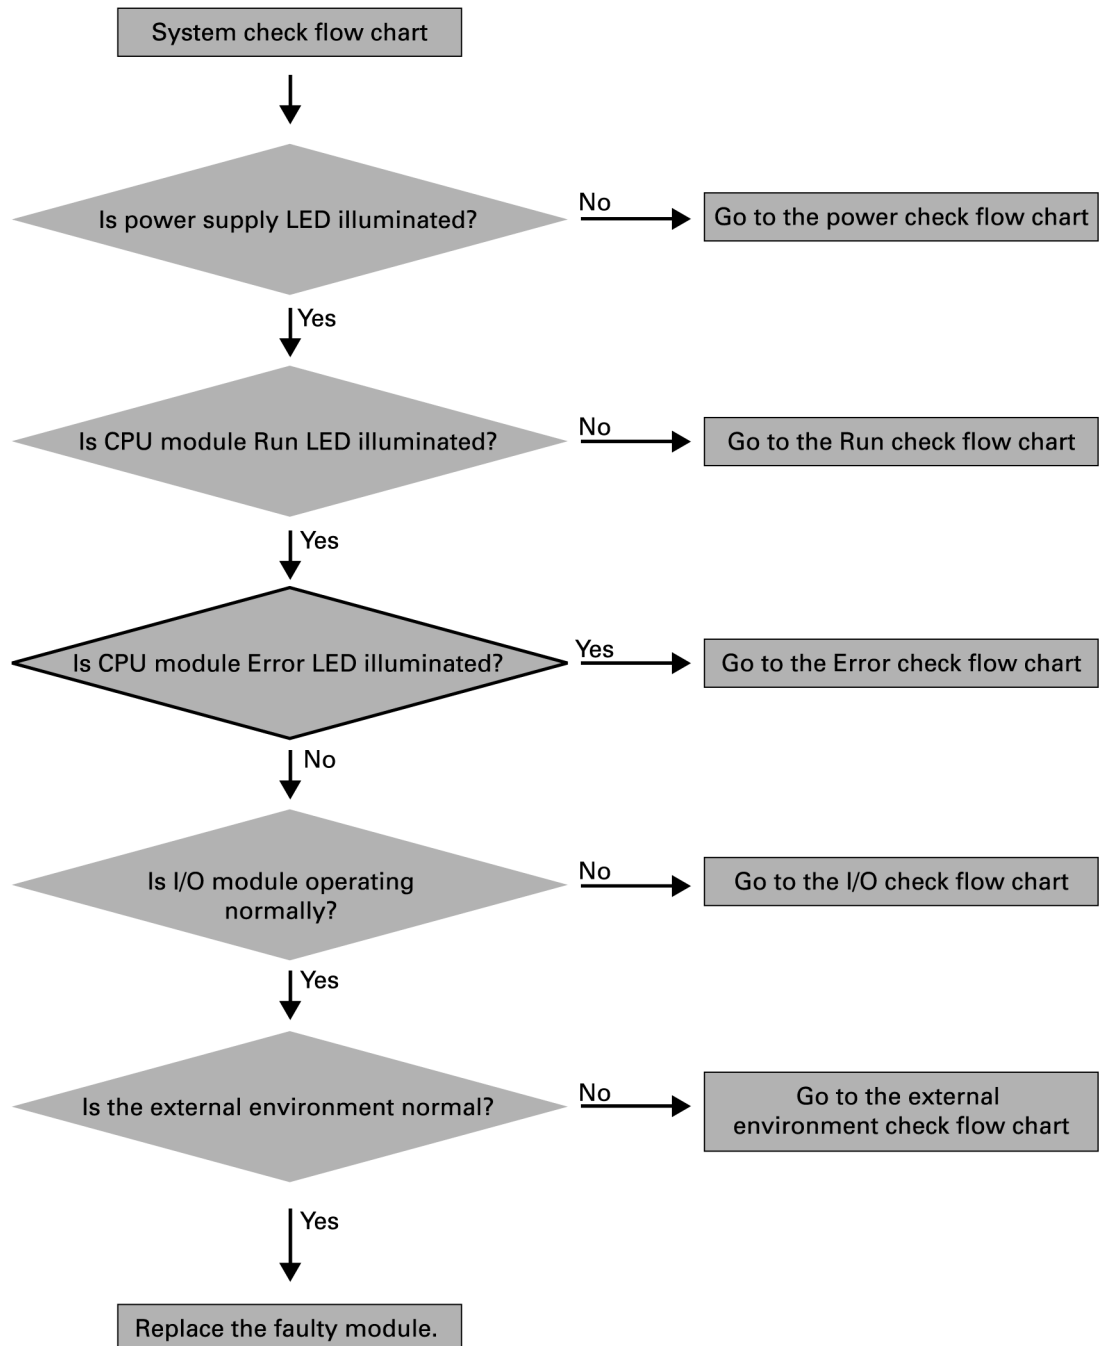 System check flow chart
Is power supply LED illuminated?
No
Go to the power check flow chart
Yes
Is CPU module Run LED illuminated?
No
Go to the Run check flow chart
Yes
Is CPU module Error LED illuminated?
Yes
Go to the Error check flow chart
No
Is I/O module operating
normally?
No
Go to the I/O check flow chart
Yes
Is the external environment normal?
No
Go to the external
environment check flow chart
Yes
Replace the faulty module.